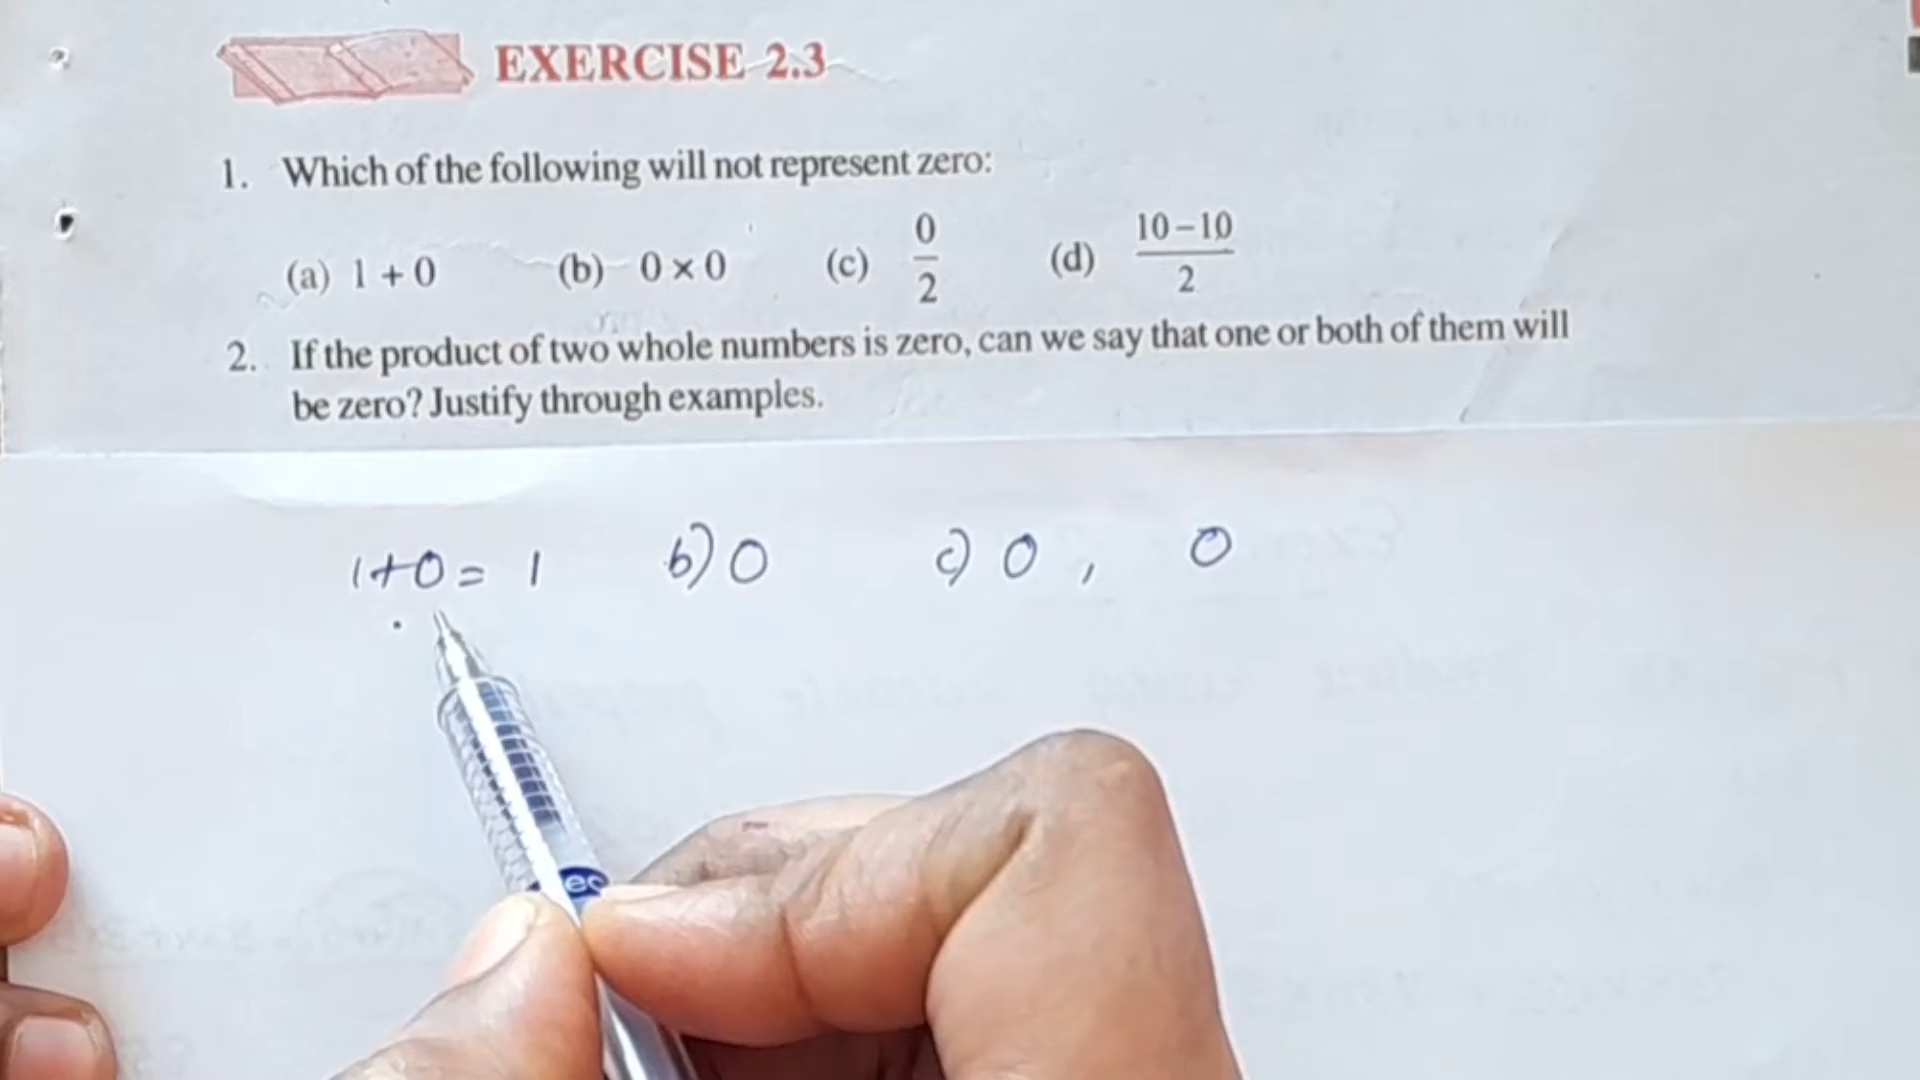 EXERCISE 2.3
1. Which of the following will not represent zero:
(a) 1 + 0 (b) 0 × 0 (c) 0/2 (d) 10 – 10/2
2. If the product of two whole numbers is zero, can we say that one or both of them will
be zero? Justify through examples.
1+0 = 1 b) 0 c) 0 , 0
ec